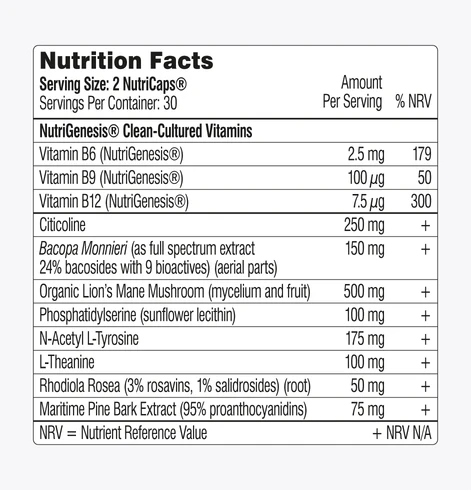 Nutrition Facts
Serving Size: 2 NutriCaps®
Servings Per Container: 30
Amount Per Serving % NRV
NutriGenesis® Clean-Cultured Vitamins
Vitamin B6 (NutriGenesis®) 2.5 mg 179
Vitamin B9 (NutriGenesis®) 100 µg 50
Vitamin B12 (NutriGenesis®) 7.5 µg 300
Citicoline 250 mg +
Bacopa Monnieri (as full spectrum extract 150 mg +
24% bacosides with 9 bioactives) (aerial parts)
Organic Lion's Mane Mushroom (mycelium and fruit) 500 mg +
Phosphatidylserine (sunflower lecithin) 100 mg +
N-Acetyl L-Tyrosine 175 mg +
L-Theanine 100 mg +
Rhodiola Rosea (3% rosavins, 1% salidrosides) (root) 50 mg +
Maritime Pine Bark Extract (95% proanthocyanidins) 75 mg +
NRV = Nutrient Reference Value + NRV N/A